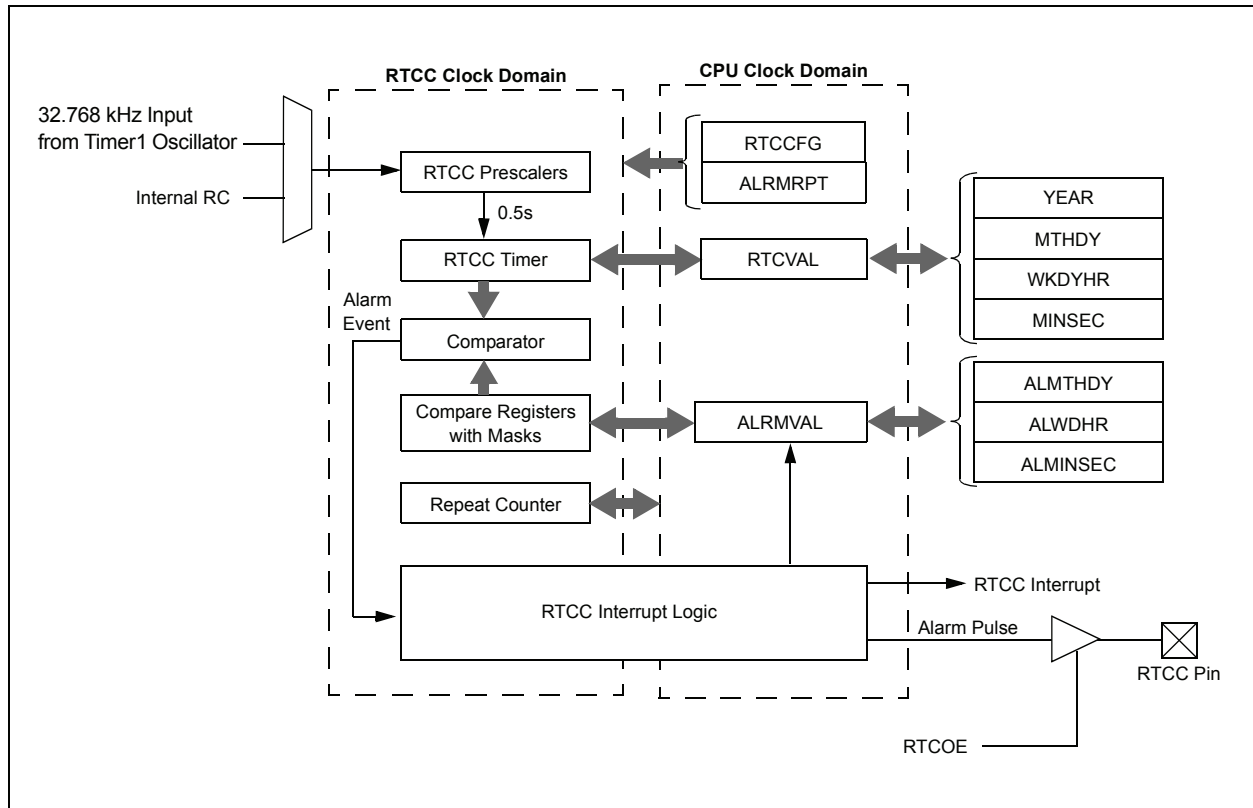 RTCC Clock Domain
CPU Clock Domain
32.768 kHz Input
from Timer1 Oscillator
Internal RC
RTCC Prescalers
0.5s
RTCC Timer
Alarm
Event
Comparator
Compare Registers
with Masks
Repeat Counter
RTCC Interrupt Logic
RTCCFG
ALRMRPT
RTCVAL
ALRMVAL
YEAR
MTHDY
WKDYHR
MINSEC
ALMTHDY
ALWDHR
ALMINSEC
RTCC Interrupt
Alarm Pulse
RTCC Pin
RTCOE